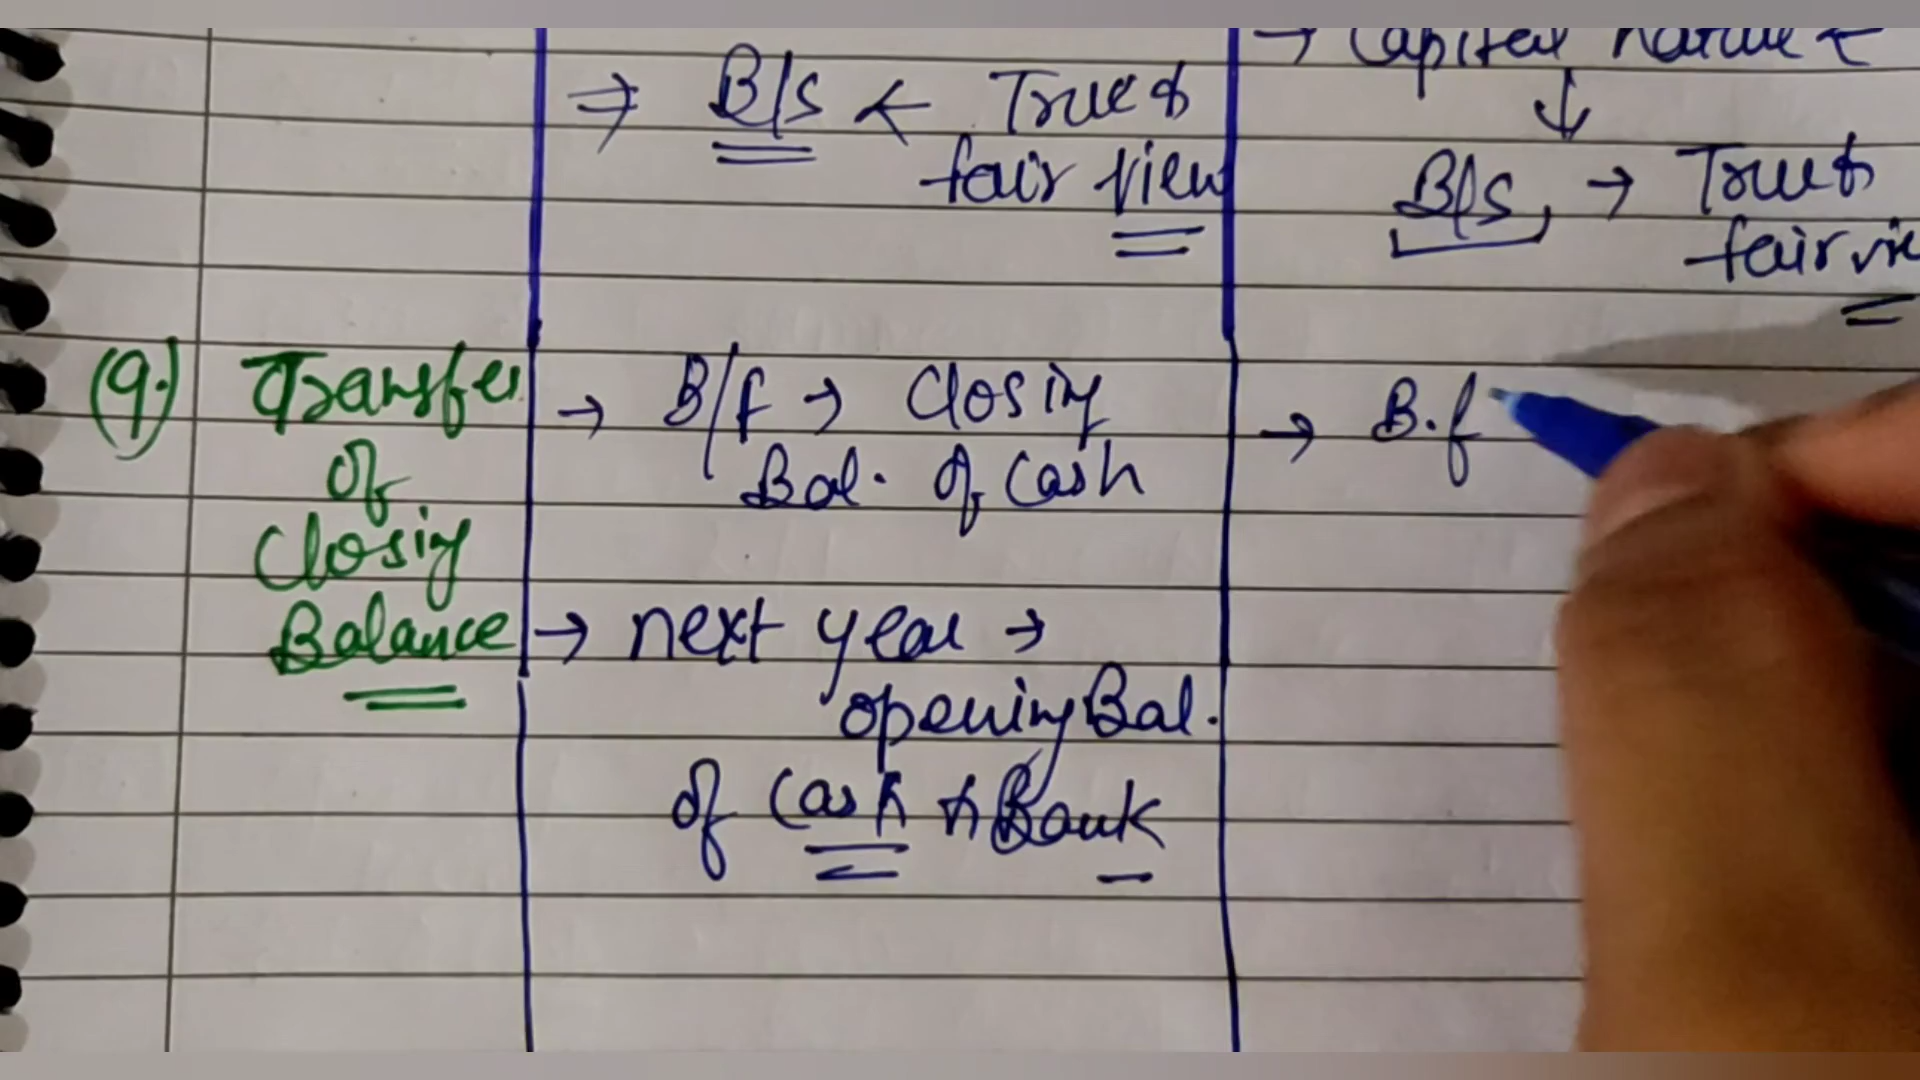 → Capital nature ←
⇒ B/S ← True &
fair view
↓
B/S → True &
fair vie
(9.) Transfer
of
Closing
Balance
→ B/f → Closing
Bal. of Cash
→ next year →
opening Bal.
of Cash & Bank
→ B.f